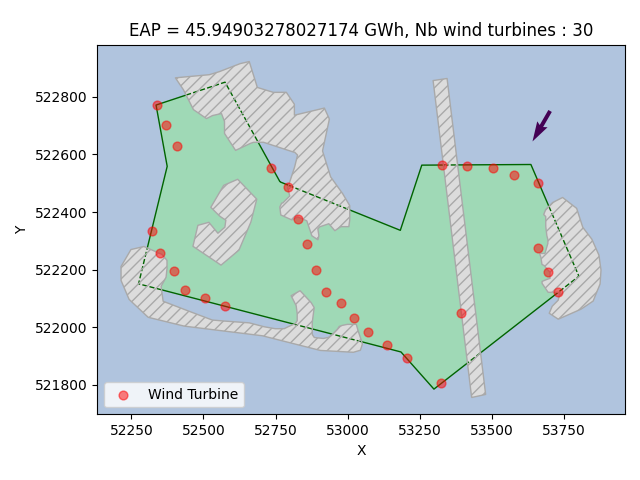 EAP = 45.94903278027174 GWh, Nb wind turbines : 30
Y
522800
522600
522400
522200
522000
521800
Wind Turbine
52250 52500 52750 53000 53250 53500 53750
X